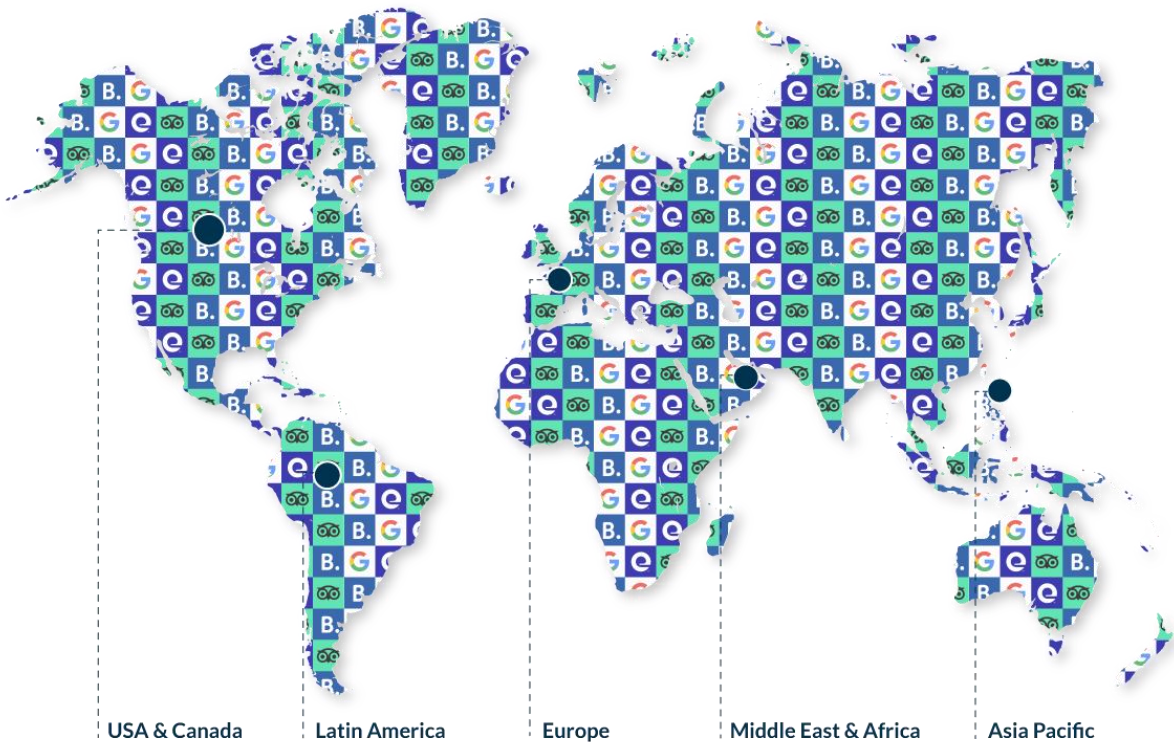 USA & Canada
Latin America
Europe
Middle East & Africa
Asia Pacific